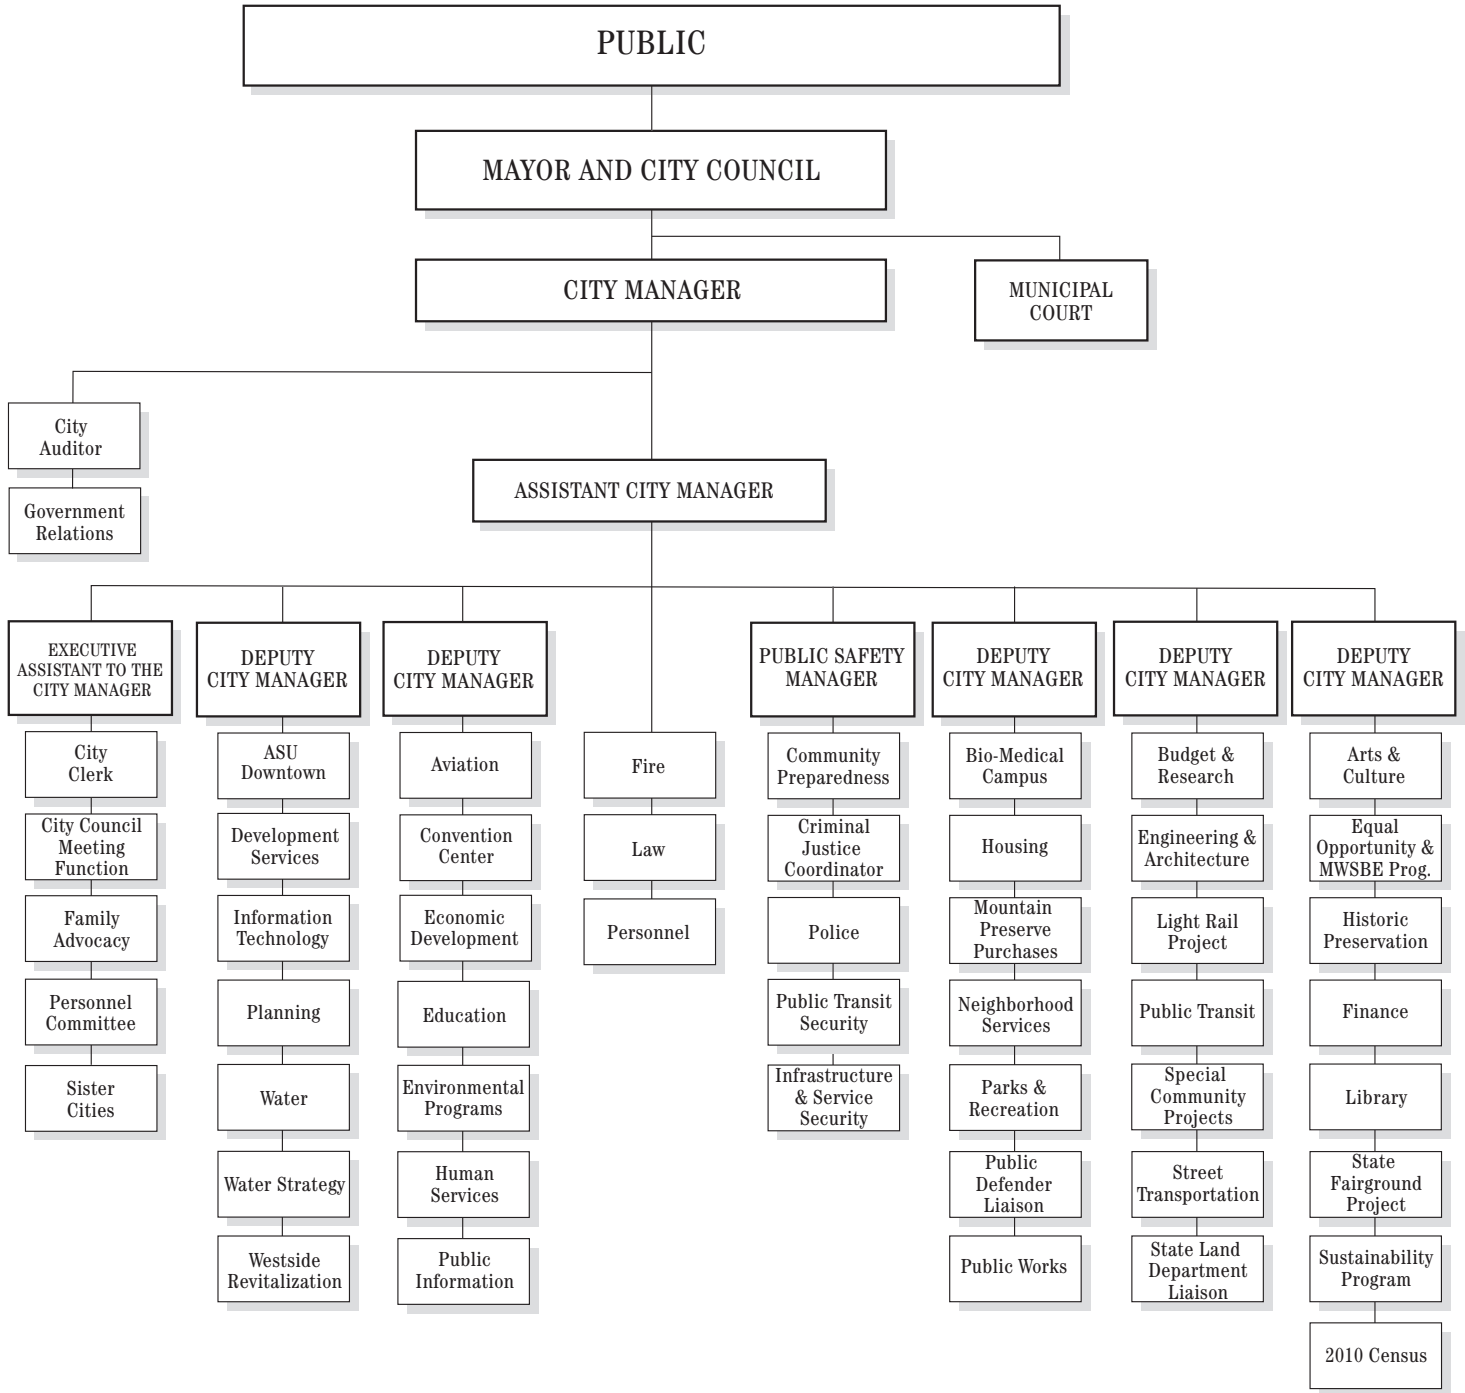 PUBLIC
MAYOR AND CITY COUNCIL
CITY MANAGER
MUNICIPAL
COURT
City
Auditor
Government
Relations
ASSISTANT CITY MANAGER
EXECUTIVE
ASSISTANT TO THE
CITY MANAGER
City
Clerk
City Council
Meeting
Function
Family
Advocacy
Personnel
Committee
Sister
Cities
DEPUTY
CITY MANAGER
ASU
Downtown
Development
Services
Information
Technology
Planning
Water
Water Strategy
Westside
Revitalization
DEPUTY
CITY MANAGER
Aviation
Convention
Center
Economic
Development
Education
Environmental
Programs
Human
Services
Public
Information
Fire
Law
Personnel
PUBLIC SAFETY
MANAGER
Community
Preparedness
Criminal
Justice
Coordinator
Police
Public Transit
Security
Infrastructure
& Service
Security
DEPUTY
CITY MANAGER
Bio-Medical
Campus
Housing
Mountain
Preserve
Purchases
Neighborhood
Services
Parks &
Recreation
Public
Defender
Liaison
Public Works
DEPUTY
CITY MANAGER
Budget &
Research
Engineering &
Architecture
Light Rail
Project
Public Transit
Special
Community
Projects
Street
Transportation
State Land
Department
Liaison
DEPUTY
CITY MANAGER
Arts &
Culture
Equal
Opportunity &
MWSBE Prog.
Historic
Preservation
Finance
Library
State
Fairground
Project
Sustainability
Program
2010 Census